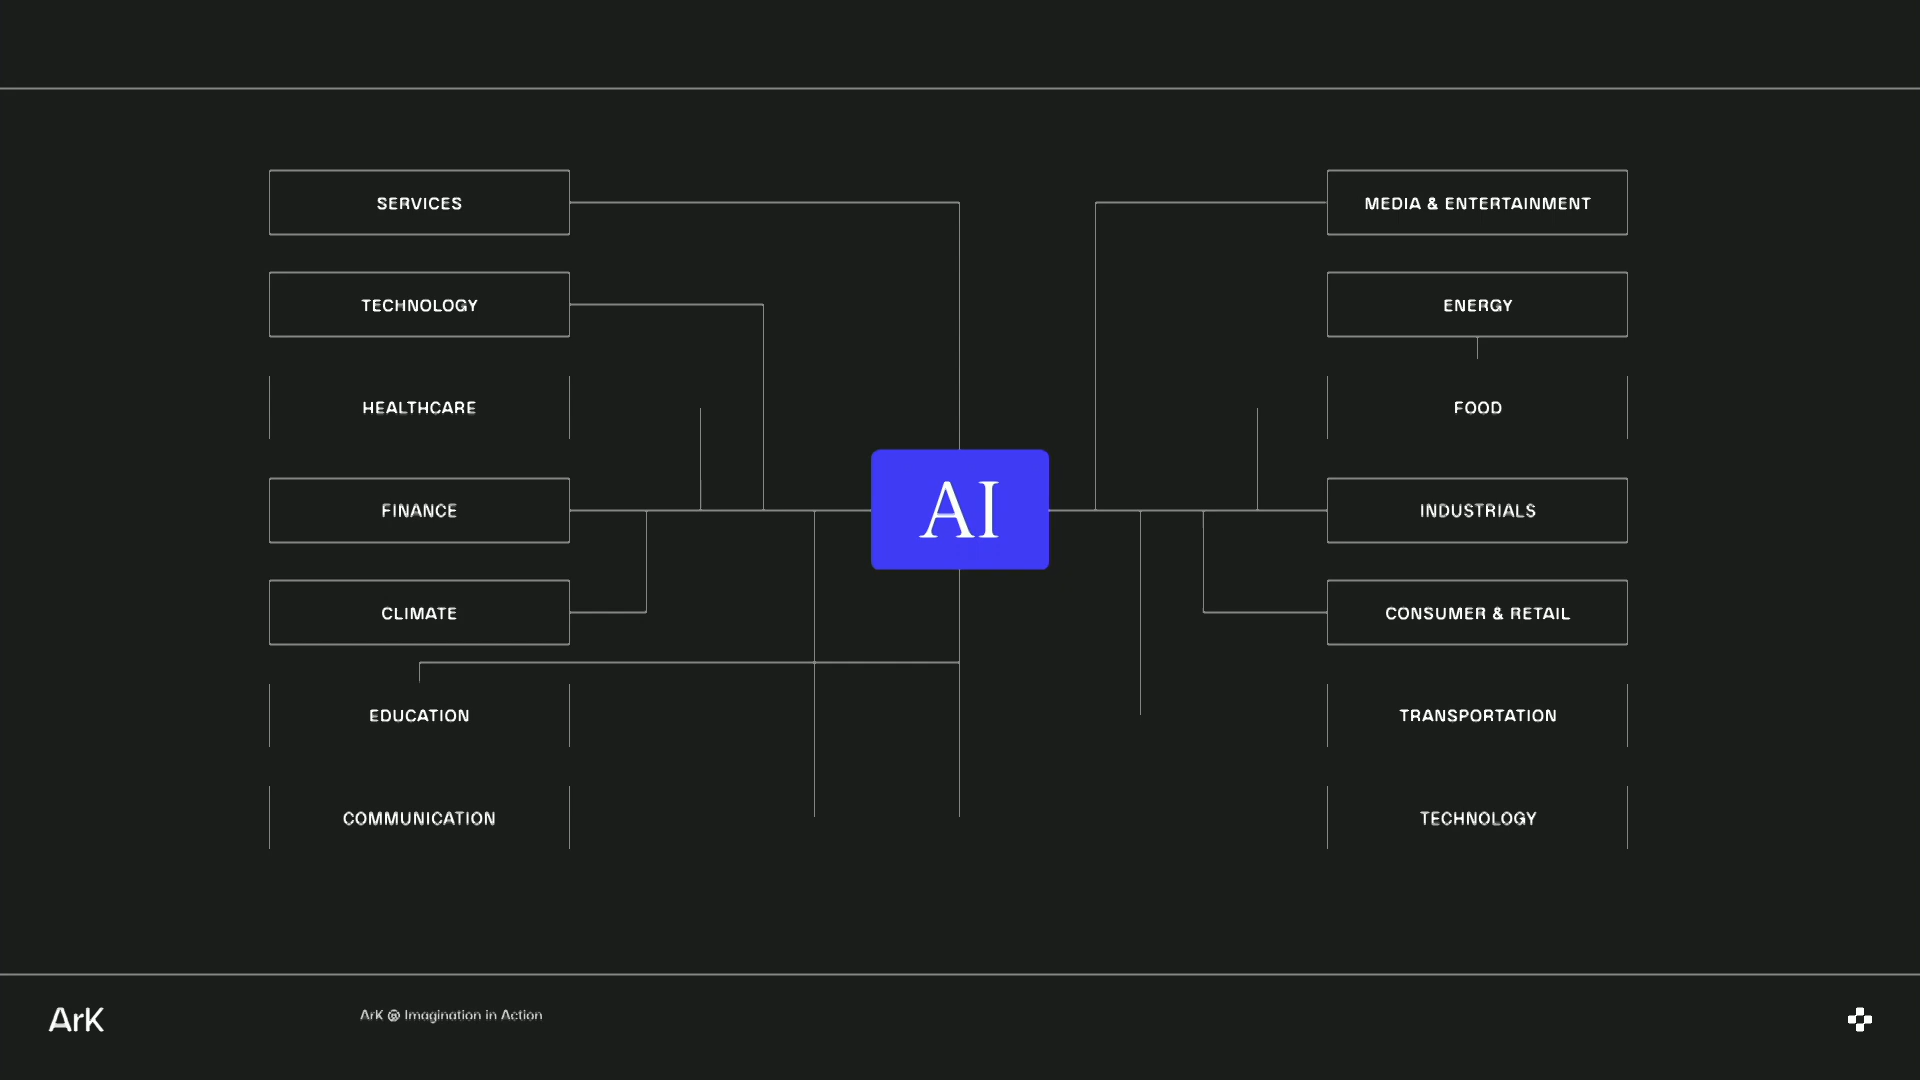 SERVICES
TECHNOLOGY
HEALTHCARE
FINANCE
CLIMATE
EDUCATION
COMMUNICATION
AI
MEDIA & ENTERTAINMENT
ENERGY
FOOD
INDUSTRIALS
CONSUMER & RETAIL
TRANSPORTATION
TECHNOLOGY
ArK
ArK @ Imagination in Action